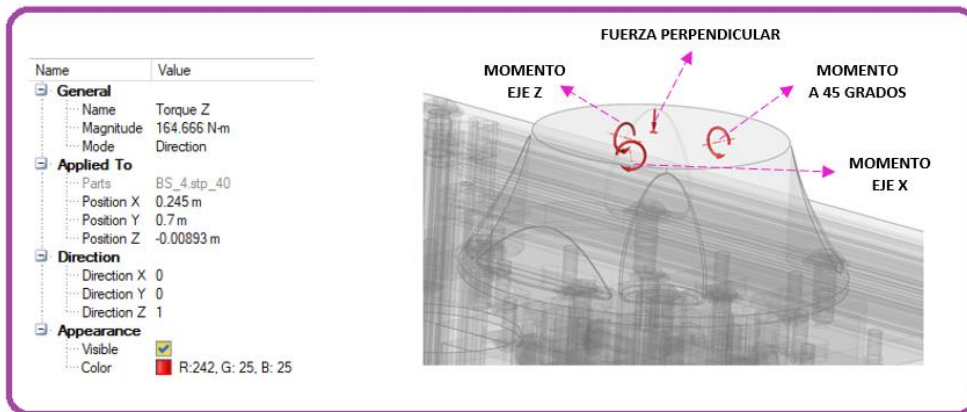 Name Value
General
Name Torque Z
Magnitude 164.666 N-m
Mode Direction
Applied To
Parts BS_4.stp_40
Position X 0.245 m
Position Y 0.7 m
Position Z -0.00893 m
Direction
Direction X 0
Direction Y 0
Direction Z 1
Appearance
Visible
Color R:242, G: 25, B: 25
FUERZA PERPENDICULAR
MOMENTO
EJE Z
MOMENTO
A 45 GRADOS
MOMENTO
EJE X